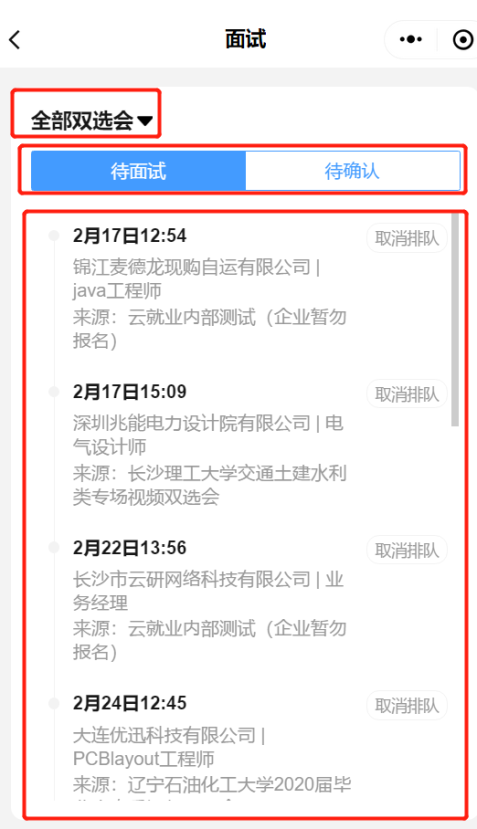 面试
全部双选会
待面试
待确认
2月17日12:54
取消排队
锦江麦德龙现购自运有限公司 |
java工程师
来源：云就业内部测试（企业暂勿
报名）
2月17日15:09
取消排队
深圳兆能电力设计院有限公司 | 电
气设计师
来源：长沙理工大学交通土建水利
类专场视频双选会
2月22日13:56
取消排队
长沙市云研网络科技有限公司 | 业
务经理
来源：云就业内部测试（企业暂勿
报名）
2月24日12:45
取消排队
大连优迅科技有限公司 |
PCBlayout工程师
来源：辽宁石油化工大学2020届毕